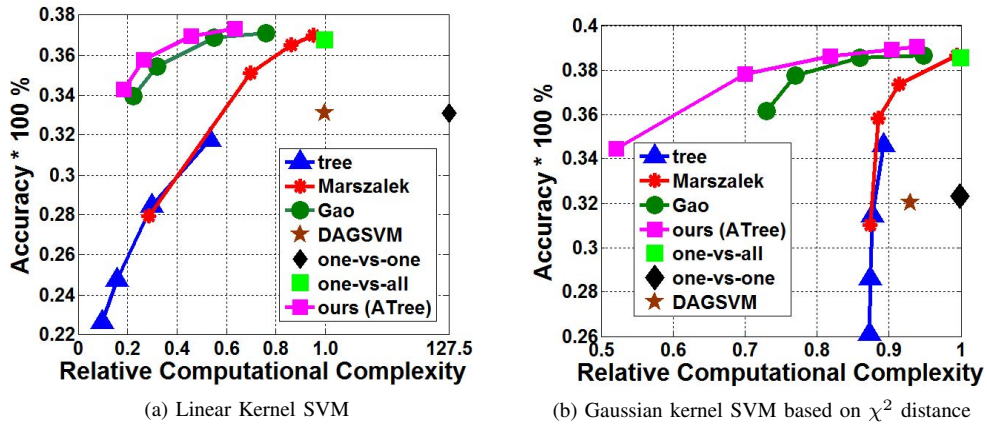 0.38
0.36
0.34
0.32
0.3
0.28
0.26
0.24
0.22
Accuracy * 100 %
0 0.2 0.4 0.6 0.8 1.0 127.5
Relative Computational Complexity
tree
Marszalek
Gao
DAGSVM
one-vs-one
one-vs-all
ours (ATree)
(a) Linear Kernel SVM
0.4
0.38
0.36
0.34
0.32
0.3
0.28
0.26
Accuracy * 100 %
0.5 0.6 0.7 0.8 0.9 1
Relative Computational Complexity
tree
Marszalek
Gao
ours (ATree)
one-vs-all
one-vs-one
DAGSVM
(b) Gaussian kernel SVM based on χ² distance